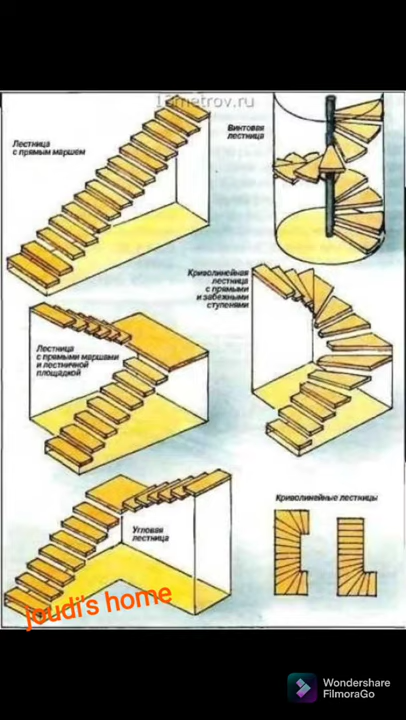 15metrov.ru
Лестница
с прямым маршем
Винтовая
лестница
Криволинейная
лестница
с прямыми
и забежными
ступенями
Лестница
с прямыми маршами
и лестничной
площадкой
Угловая
лестница
Криволинейные лестницы
joudi's home
Wondershare
FilmoraGo